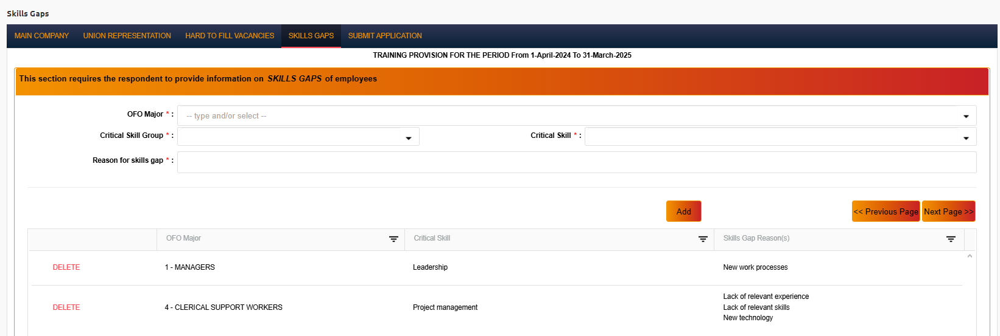 Skills Gaps
MAIN COMPANY UNION REPRESENTATION HARD TO FILL VACANCIES SKILLS GAPS SUBMIT APPLICATION
TRAINING PROVISION FOR THE PERIOD From 1-April-2024 To 31-March-2025
This section requires the respondent to provide information on SKILLS GAPS of employees
OFO Major * : -- type and/or select --
Critical Skill Group * : Critical Skill * :
Reason for skills gap * :
Add << Previous Page Next Page >>
OFO Major Critical Skill Skills Gap Reason(s)
DELETE 1 - MANAGERS Leadership New work processes
DELETE 4 - CLERICAL SUPPORT WORKERS Project management Lack of relevant experience
Lack of relevant skills
New technology